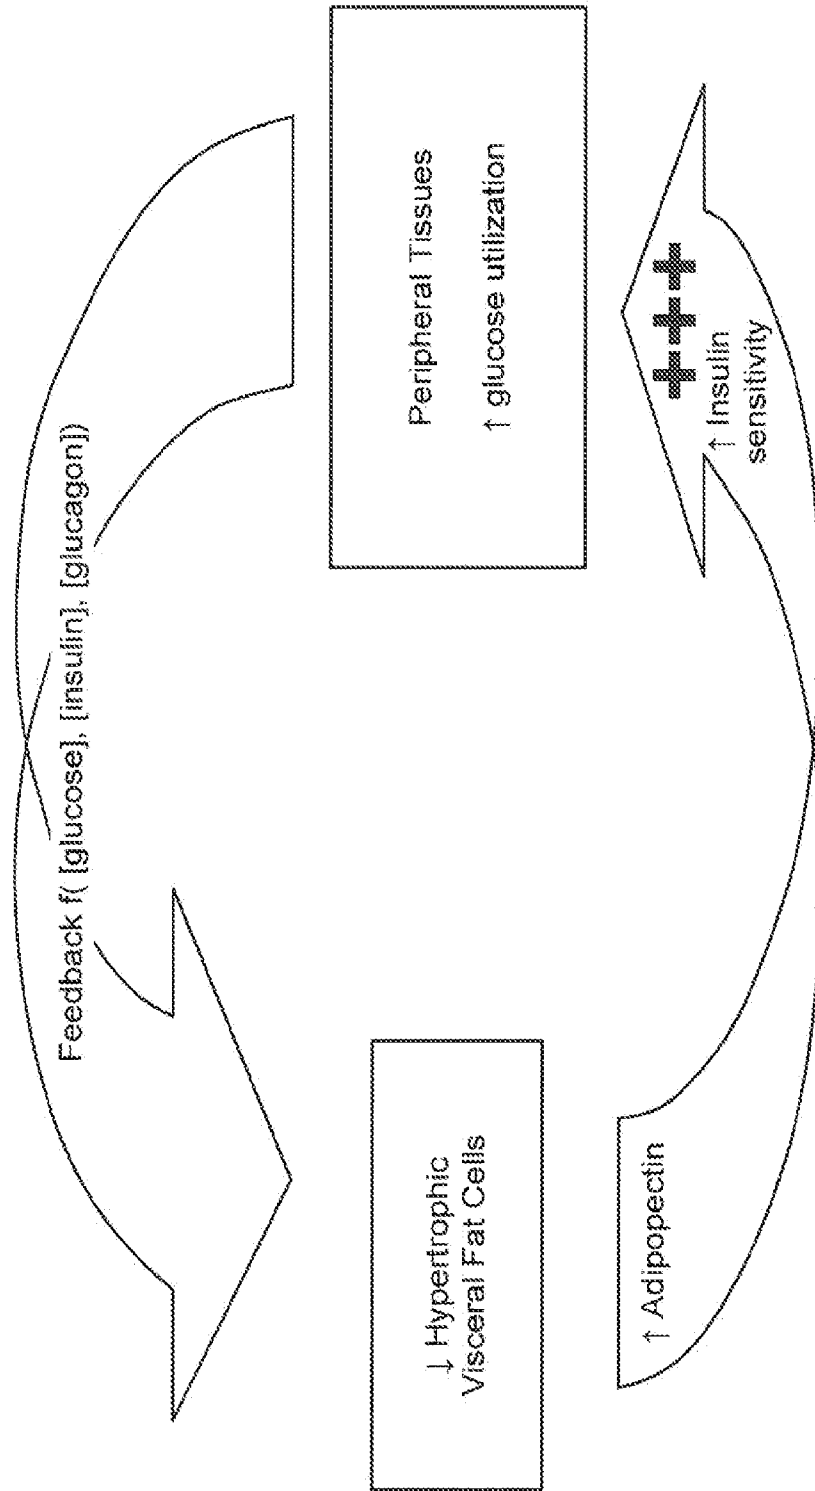 Feedback f( [glucose], [insulin], [glucagon])
↓ Hypertrophic
Visceral Fat Cells
Peripheral Tissues
↑ glucose utilization
↑ Adipopectin
+++
↑ Insulin
sensitivity